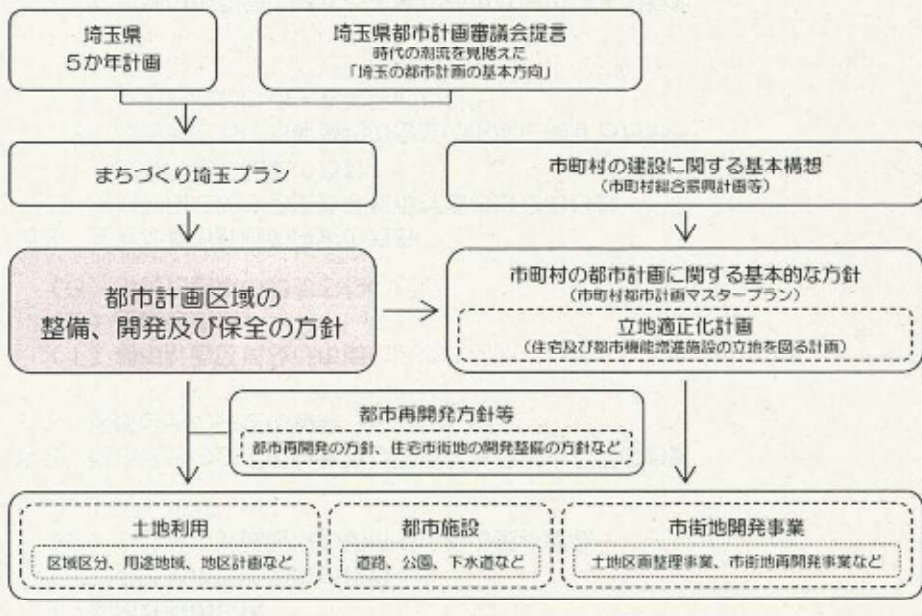 埼玉県
5か年計画
埼玉県都市計画審議会提言
時代の潮流を見据えた
「埼玉の都市計画の基本方向」
まちづくり埼玉プラン
市町村の建設に関する基本構想
(市町村総合振興計画等)
都市計画区域の
整備、開発及び保全の方針
市町村の都市計画に関する基本的な方針
(市町村都市計画マスタープラン)
立地適正化計画
(住宅及び都市機能増進施設の立地を図る計画)
都市再開発方針等
都市再開発の方針、住宅市街地の開発整備の方針など
土地利用
区域区分、用途地域、地区計画など
都市施設
道路、公園、下水道など
市街地開発事業
土地区画整理事業、市街地再開発事業など